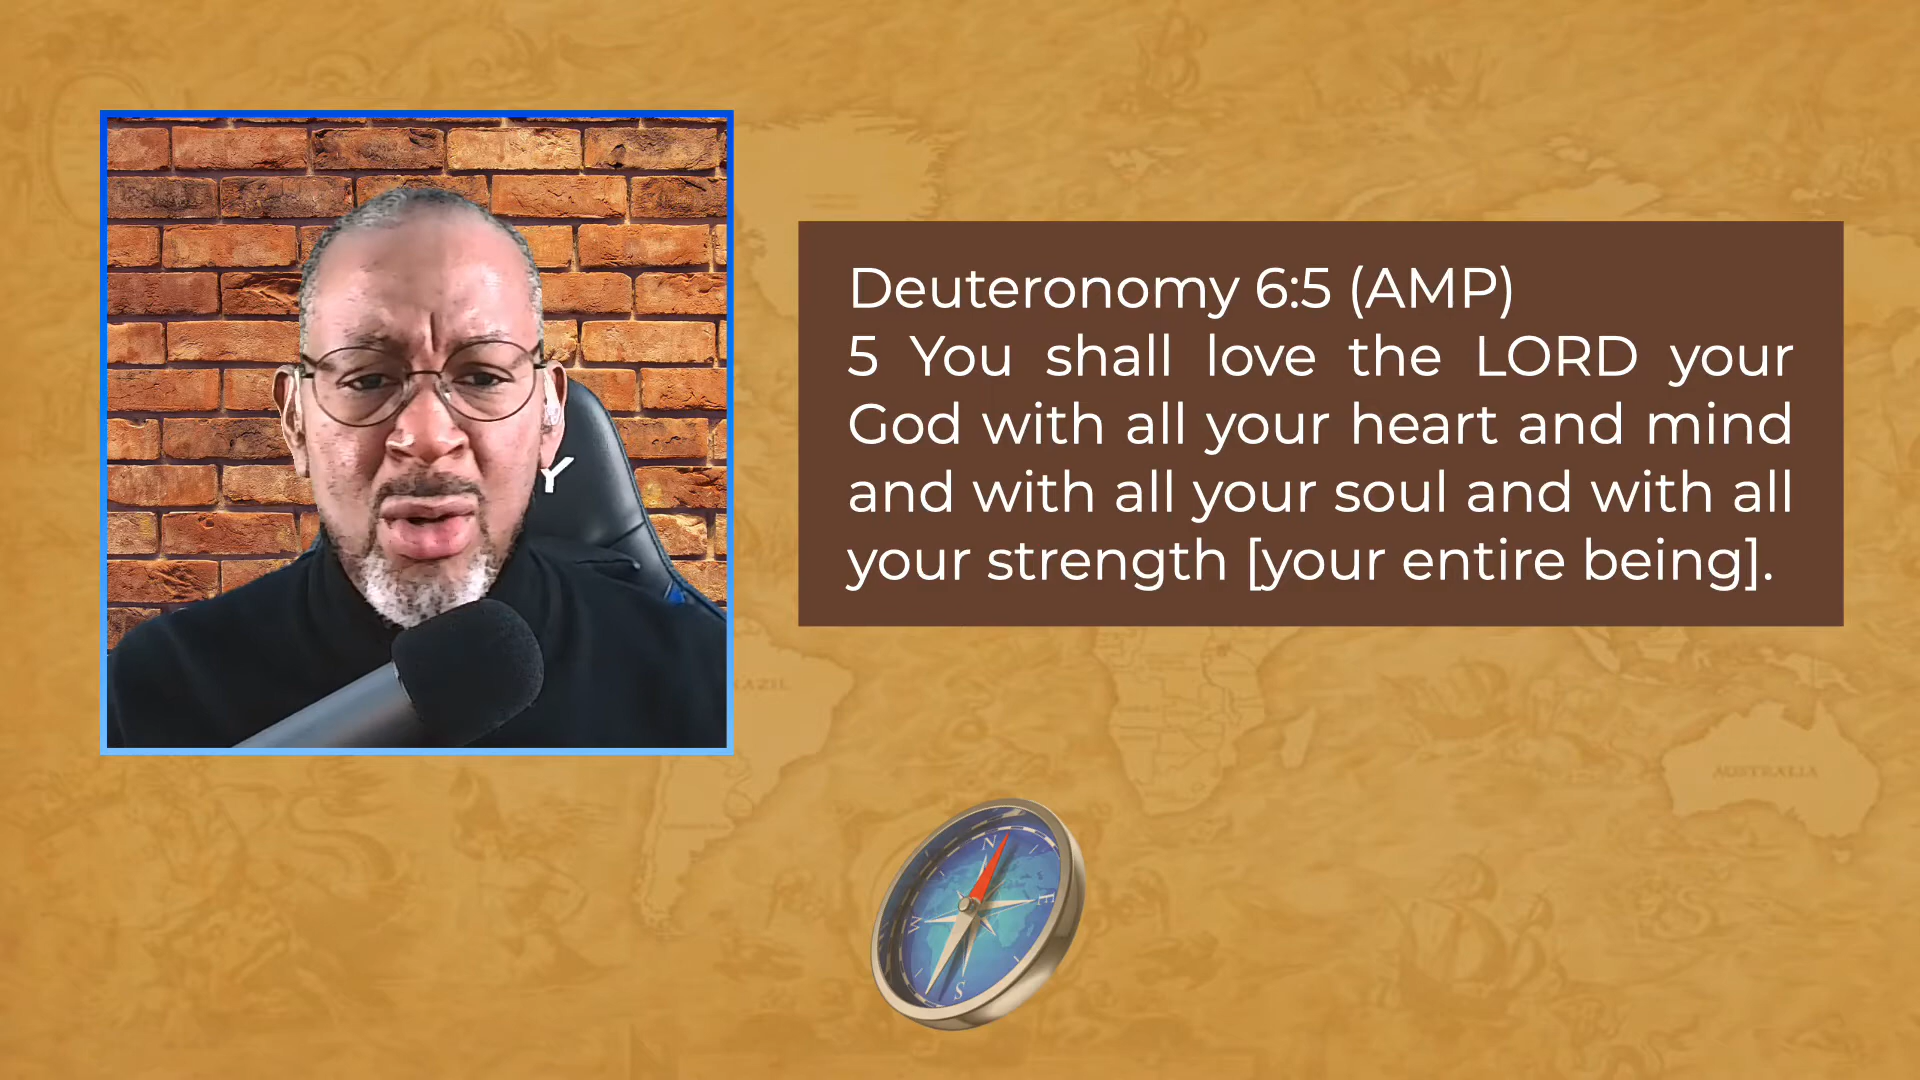 Deuteronomy 6:5 (AMP)
5 You shall love the LORD your
God with all your heart and mind
and with all your soul and with all
your strength [your entire being].
Y
AUSTRALIA
N
E
W
S